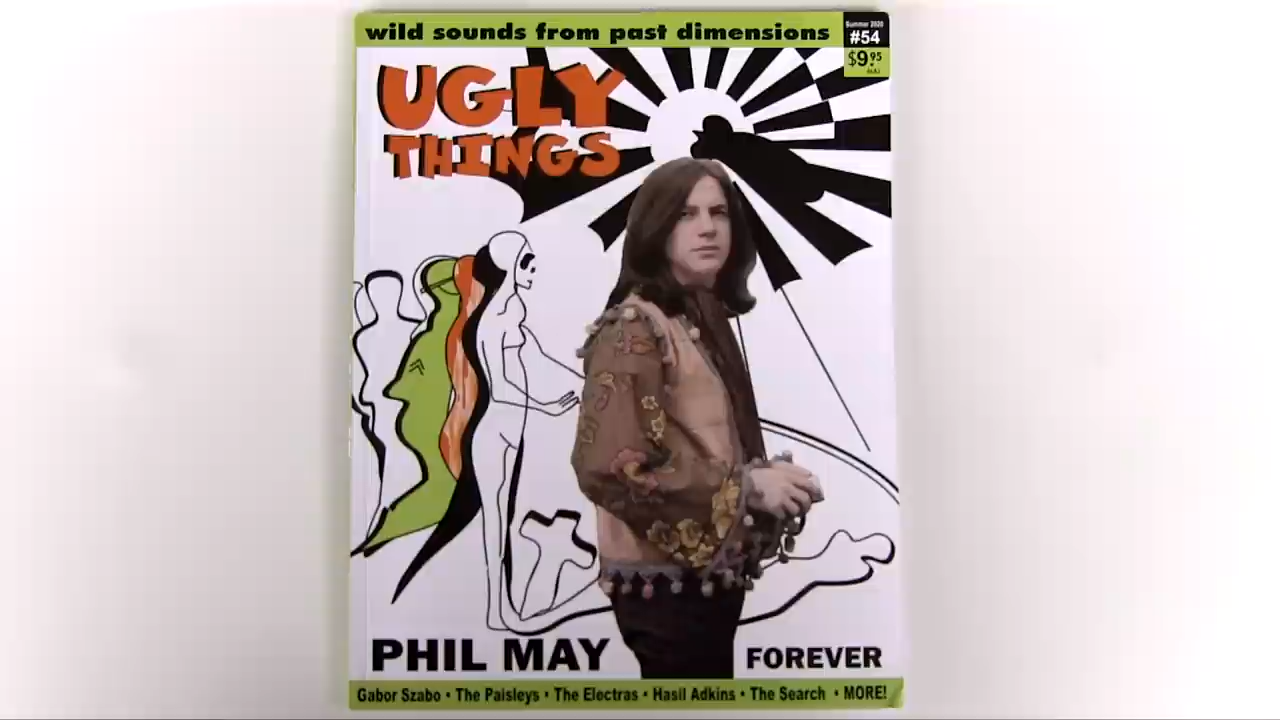 wild sounds from past dimensions
Summer 2020
#54
$9.95
UGLY
THINGS
PHIL MAY
FOREVER
Gabor Szabo • The Paisleys • The Electras • Hasil Adkins • The Search • MORE!